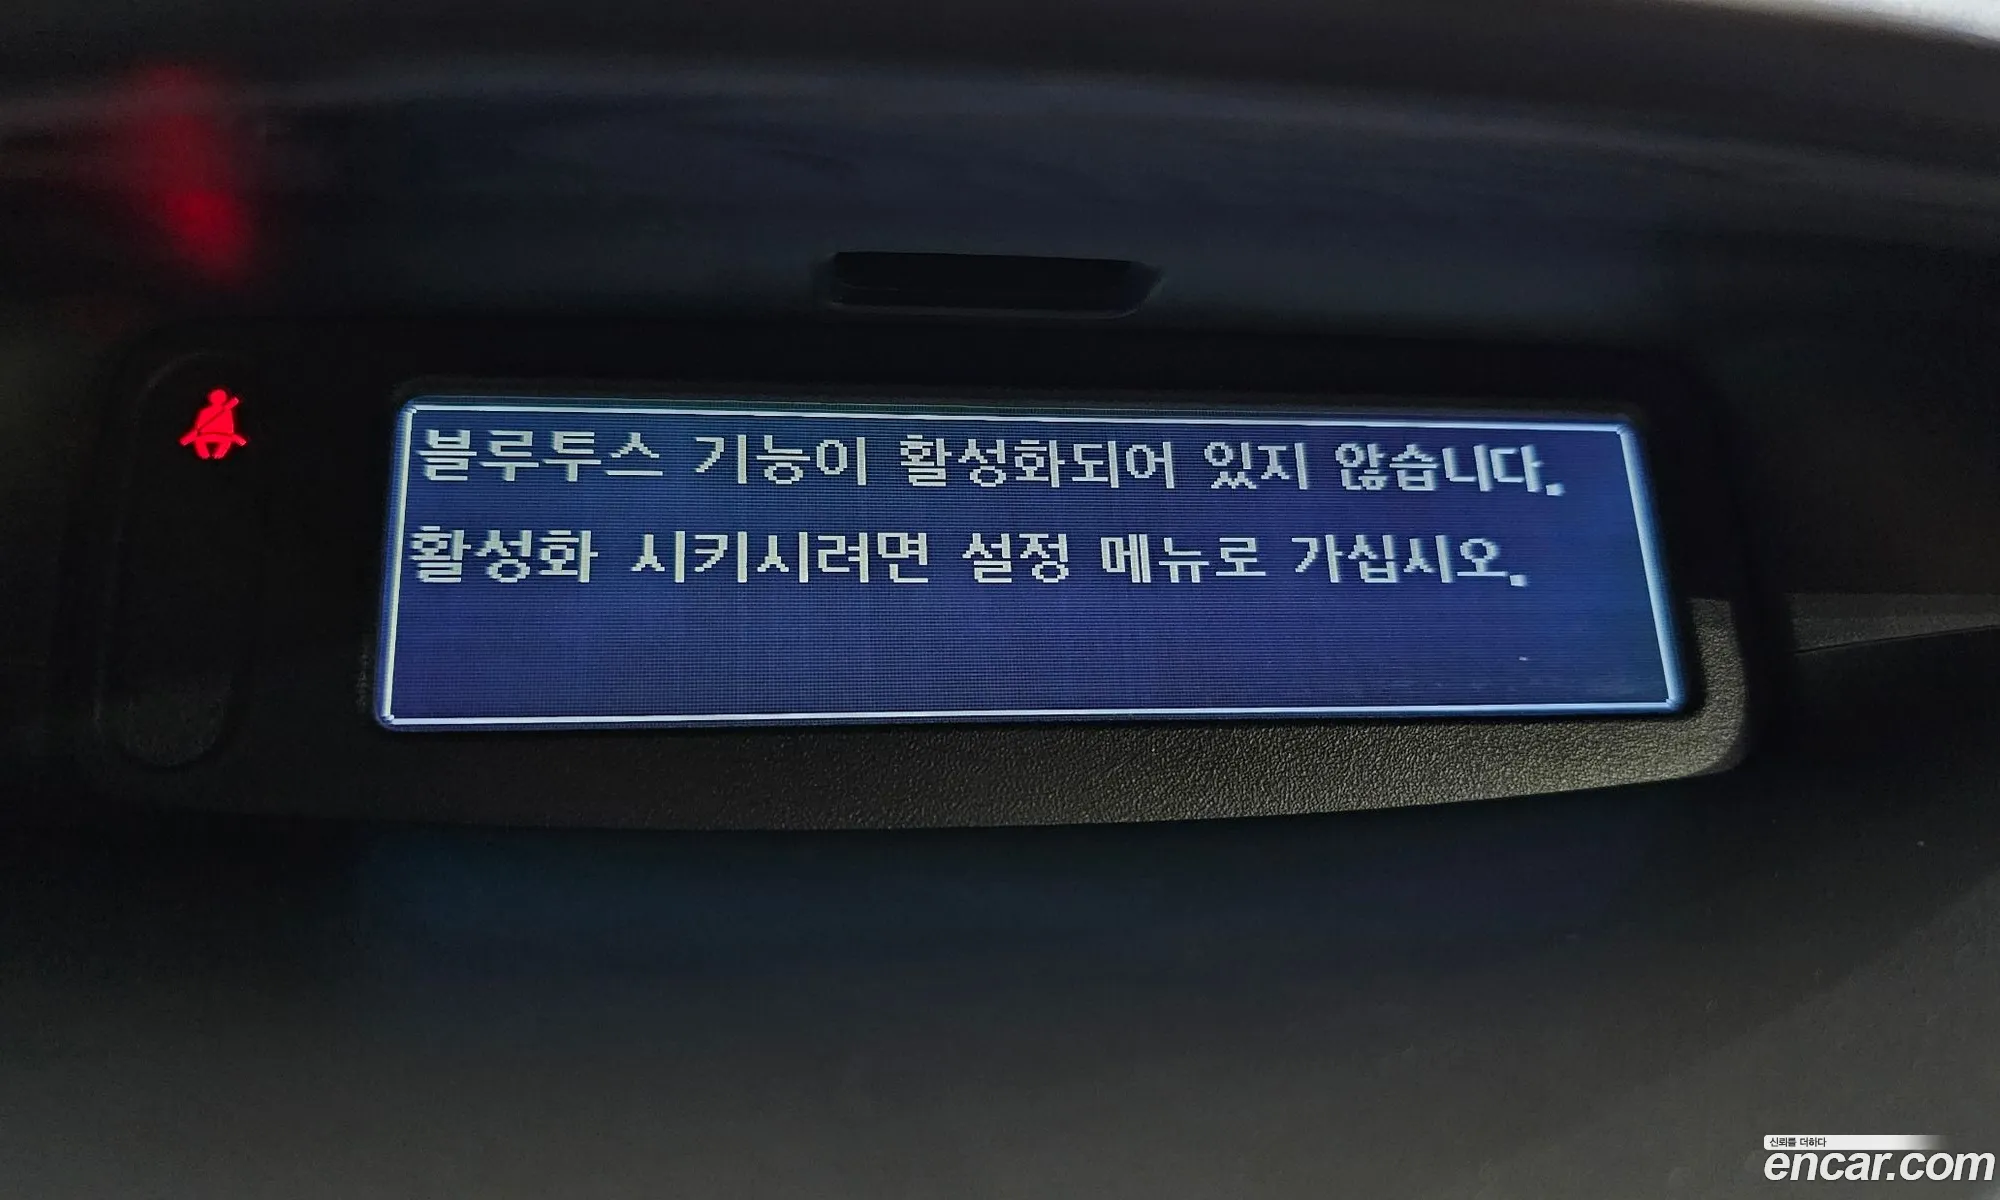 블루투스 기능이 활성화되어 있지 않습니다.
활성화 시키시려면 설정 메뉴로 가십시오.
신뢰를 더하다
encar.com